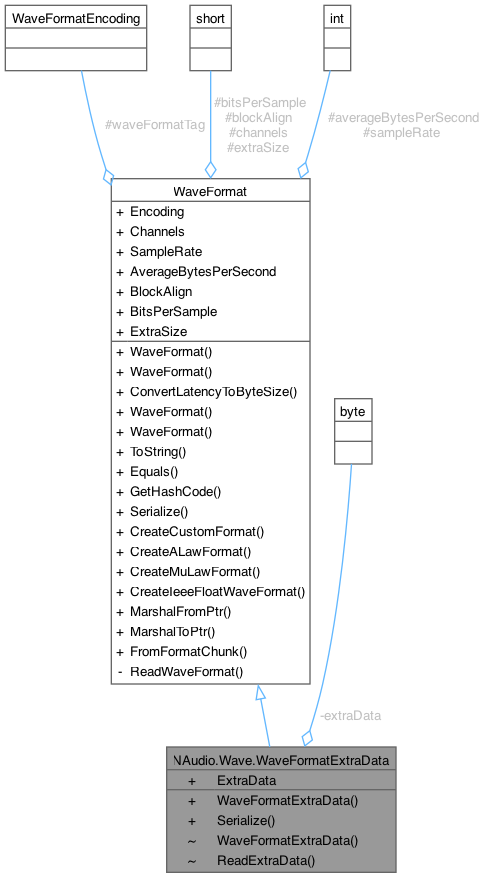 WaveFormatEncoding
short
int
#waveFormatTag
#bitsPerSample
#blockAlign
#channels
#extraSize
#averageBytesPerSecond
#sampleRate
WaveFormat
+ Encoding
+ Channels
+ SampleRate
+ AverageBytesPerSecond
+ BlockAlign
+ BitsPerSample
+ ExtraSize
+ WaveFormat()
+ WaveFormat()
+ ConvertLatencyToByteSize()
+ WaveFormat()
+ WaveFormat()
+ ToString()
+ Equals()
+ GetHashCode()
+ Serialize()
+ CreateCustomFormat()
+ CreateALawFormat()
+ CreateMuLawFormat()
+ CreateIeeeFloatWaveFormat()
+ MarshalFromPtr()
+ MarshalToPtr()
+ FromFormatChunk()
- ReadWaveFormat()
byte
-extraData
NAudio.Wave.WaveFormatExtraData
+ ExtraData
+ WaveFormatExtraData()
+ Serialize()
~ WaveFormatExtraData()
~ ReadExtraData()